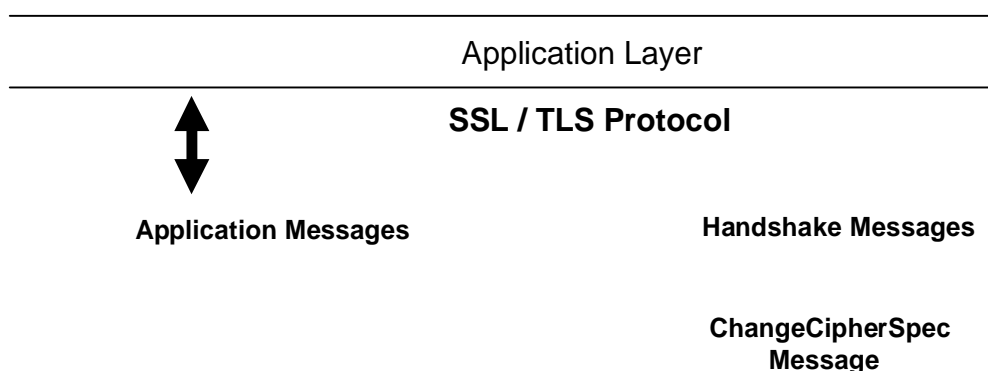 Application Layer
SSL / TLS Protocol
Application Messages
Handshake Messages
ChangeCipherSpec
Message